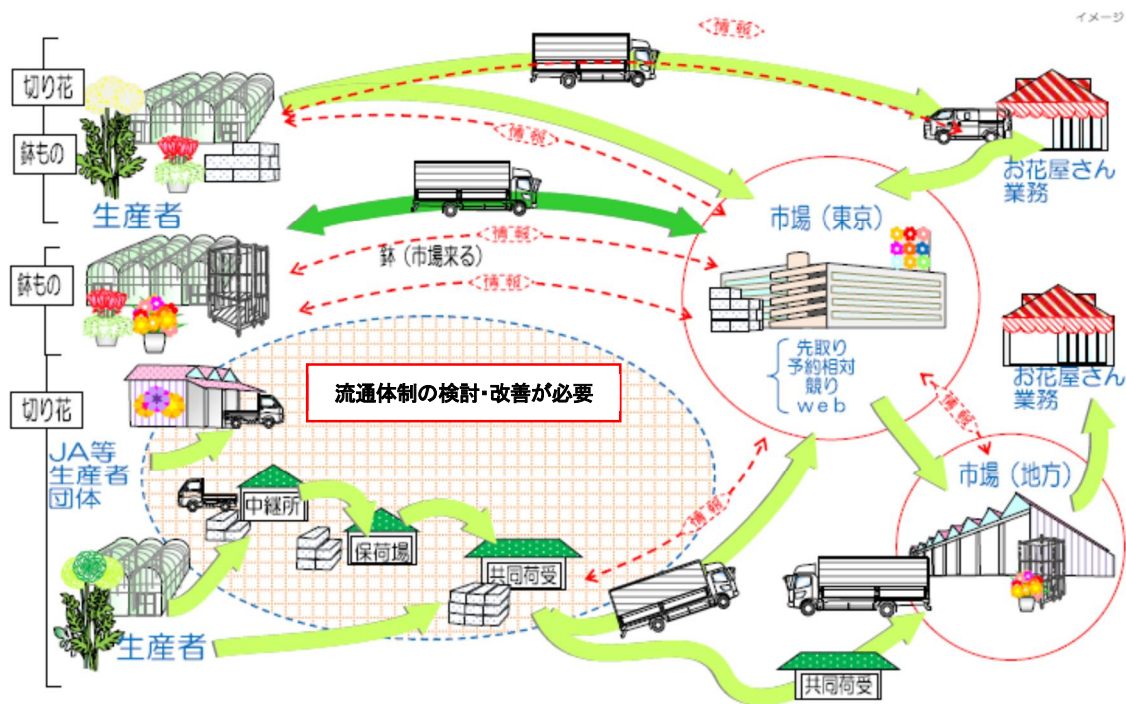 イメージ
情報
切り花
鉢もの
生産者
情報
お花屋さん
業務
市場（東京）
鉢もの
情報
鉢（市場来る）
情報
先取り
予約相対
競り
web
お花屋さん
業務
流通体制の検討・改善が必要
切り花
JA等
生産者
団体
情報
市場（地方）
中継所
保荷場
情報
共同荷受
生産者
共同荷受